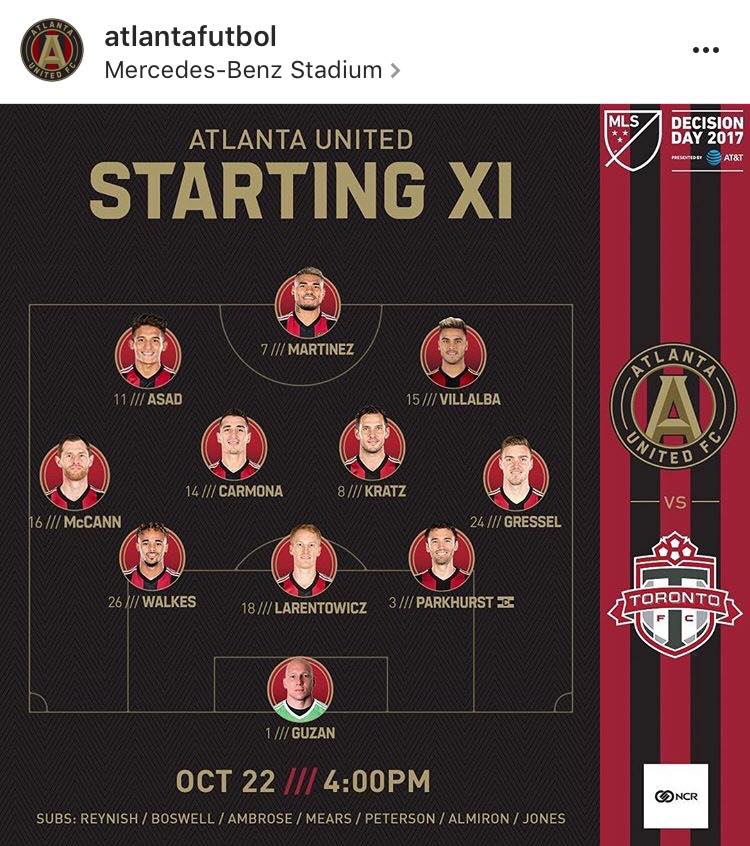 atlantafutbol
Mercedes-Benz Stadium >
ATLANTA UNITED FC
A
ATLANTA UNITED
STARTING XI
MLS
DECISION
DAY 2017
PRESENTED BY AT&T
7 /// MARTINEZ
11 /// ASAD
15 /// VILLALBA
14 /// CARMONA
8 /// KRATZ
16 /// McCANN
24 /// GRESSEL
26 /// WALKES
18 /// LARENTOWICZ
3 /// PARKHURST C
1 /// GUZAN
ATLANTA
A
UNITED FC
VS
T
TORONTO
F C
OCT 22 /// 4:00PM
SUBS: REYNISH / BOSWELL / AMBROSE / MEARS / PETERSON / ALMIRON / JONES
NCR